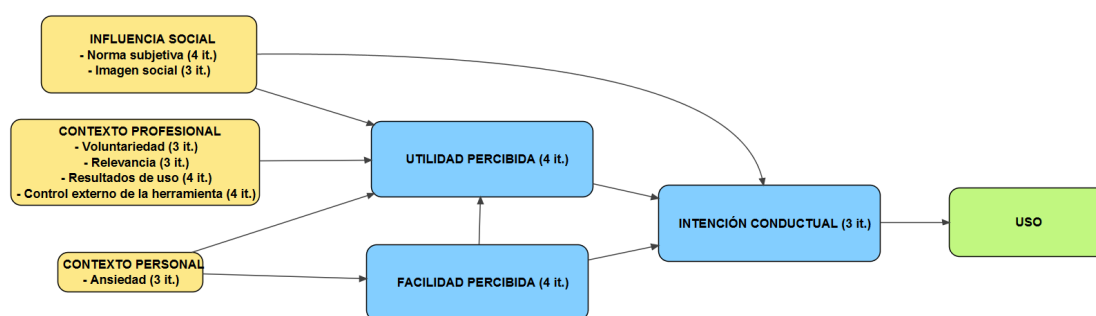 INFLUENCIA SOCIAL
- Norma subjetiva (4 it.)
- Imagen social (3 it.)
CONTEXTO PROFESIONAL
- Voluntariedad (3 it.)
- Relevancia (3 it.)
- Resultados de uso (4 it.)
- Control externo de la herramienta (4 it.)
CONTEXTO PERSONAL
- Ansiedad (3 it.)
UTILIDAD PERCIBIDA (4 it.)
FACILIDAD PERCIBIDA (4 it.)
INTENCIÓN CONDUCTUAL (3 it.)
USO